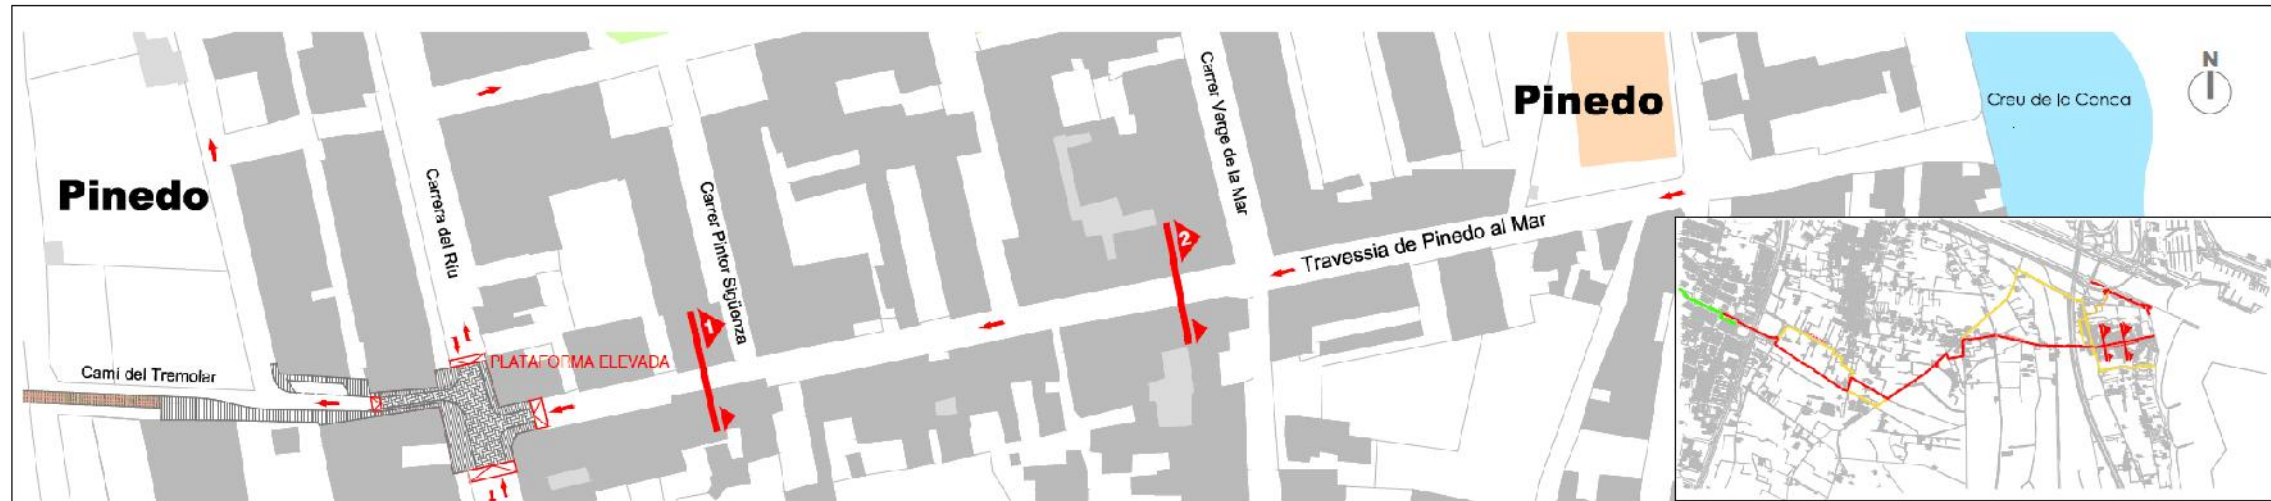 Pinedo
Pinedo
Creu de la Conca
N
Carrera del Riu
Carrer Pintor Sigüenza
Carrer Verge de la Mar
Travessia de Pinedo al Mar
Camí del Tremolar
PLATAFORMA ELEVADA
1
2